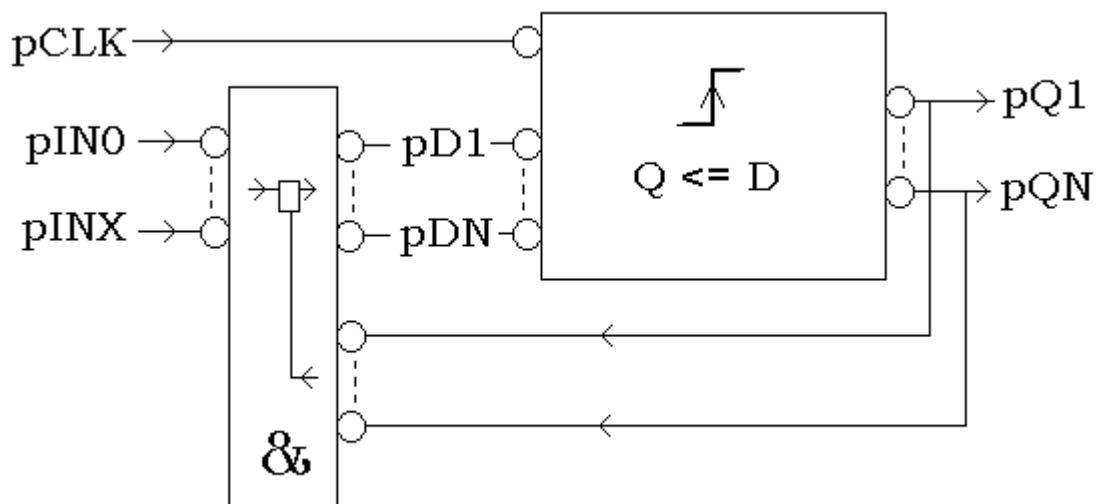 pCLK
pQ1
pIN0
pD1
Q <= D
pQN
pINX
pDN
&